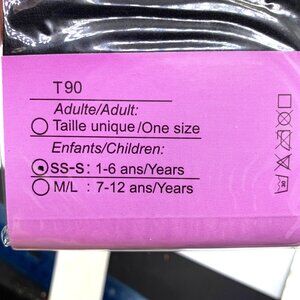 T90
Adulte/Adult:
Taille unique/One size
Enfants/Children:
SS-S: 1-6 ans/Years
M/L : 7-12 ans/Years